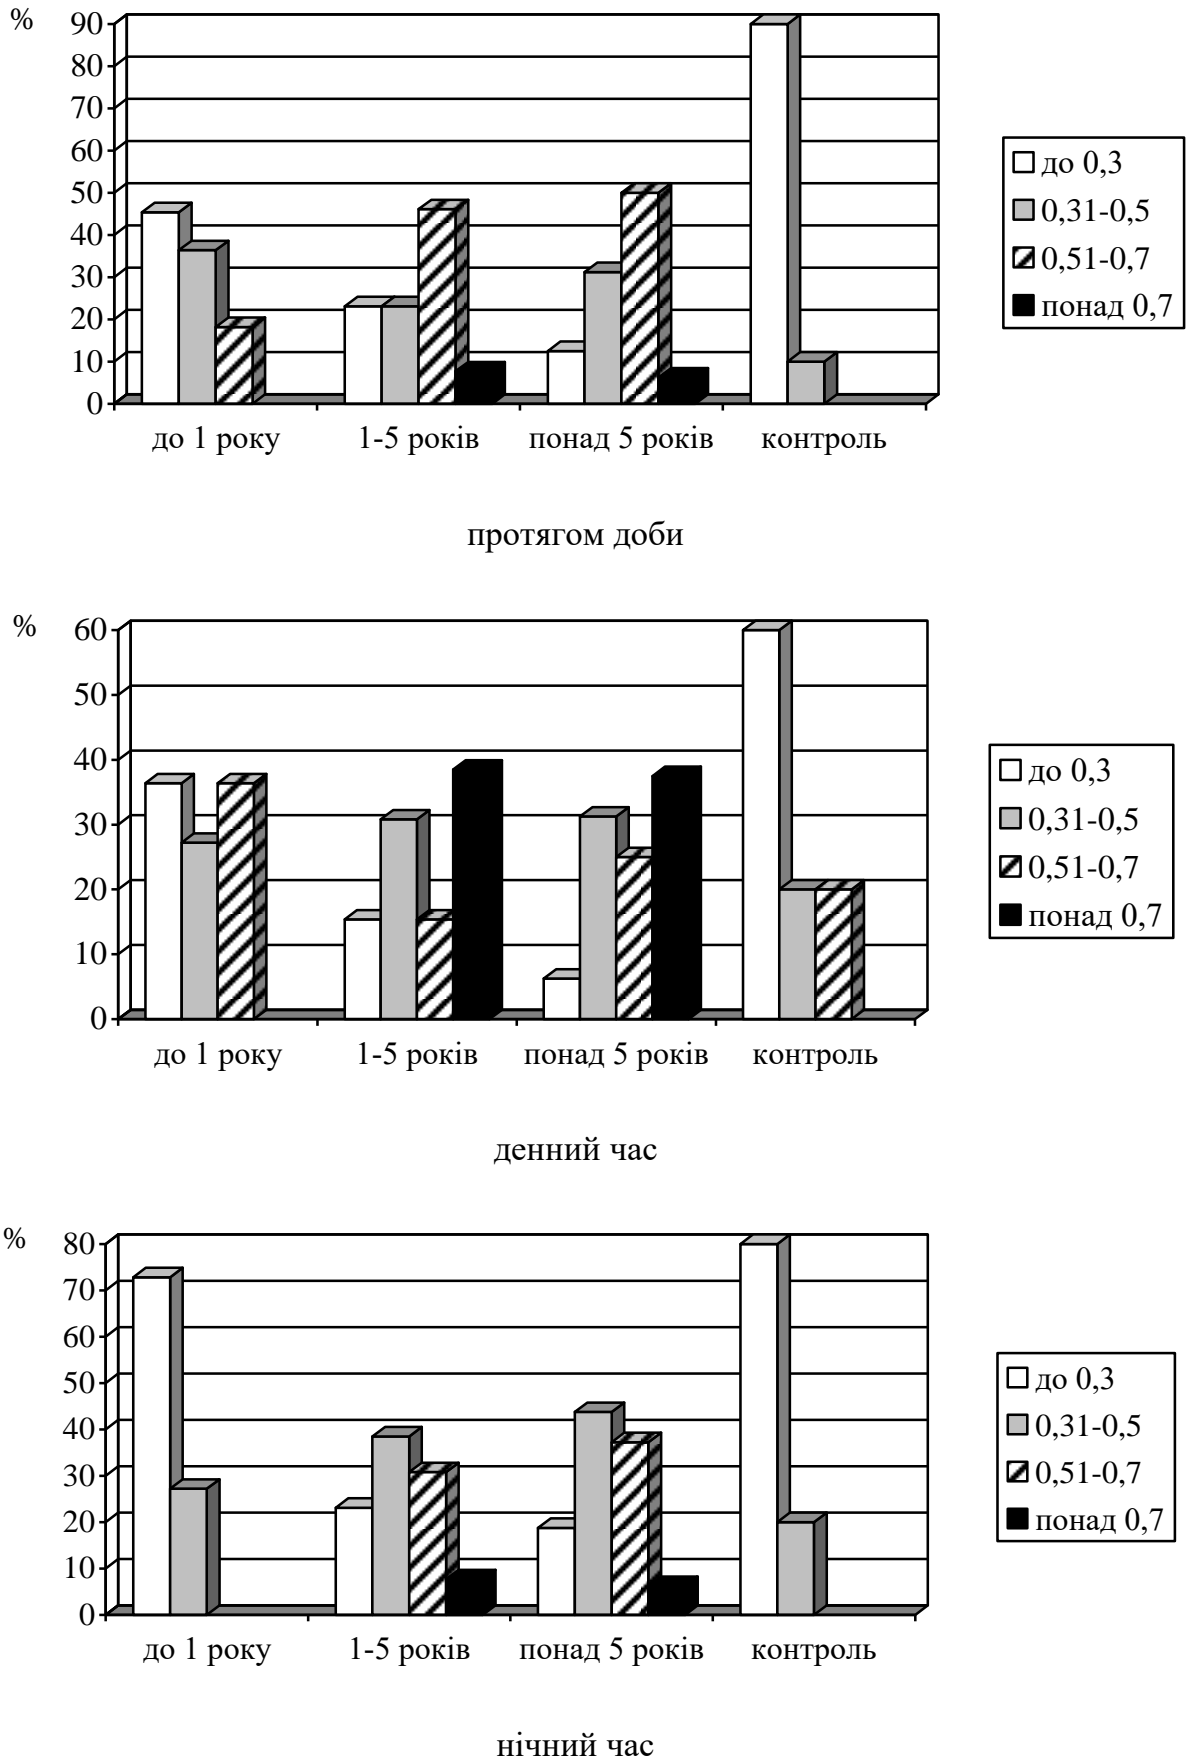 %
90
80
70
60
50
40
30
20
10
0
до 1 року 1-5 років понад 5 років контроль
до 0,3
0,31-0,5
0,51-0,7
понад 0,7
протягом доби
%
60
50
40
30
20
10
0
до 1 року 1-5 років понад 5 років контроль
до 0,3
0,31-0,5
0,51-0,7
понад 0,7
денний час
%
80
70
60
50
40
30
20
10
0
до 1 року 1-5 років понад 5 років контроль
до 0,3
0,31-0,5
0,51-0,7
понад 0,7
нічний час